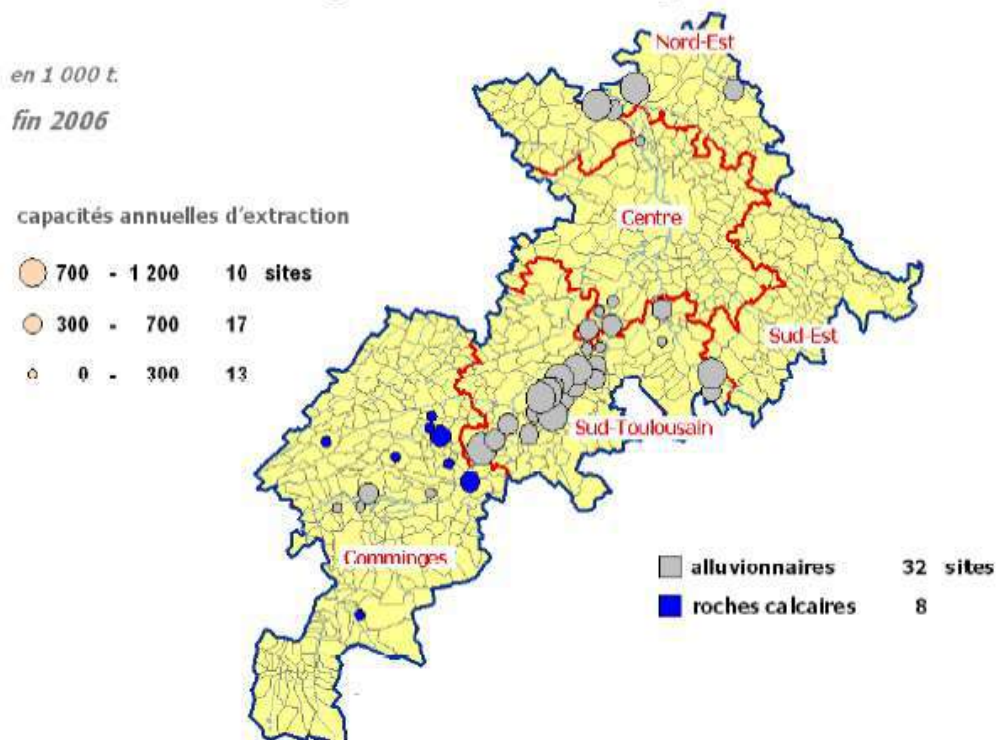 en 1 000 t.
fin 2006
capacités annuelles d'extraction
700 - 1 200 10 sites
300 - 700 17
0 - 300 13
Nord-Est
Centre
Sud-Est
Sud-Toulousain
Comminges
alluvionnaires 32 sites
roches calcaires 8